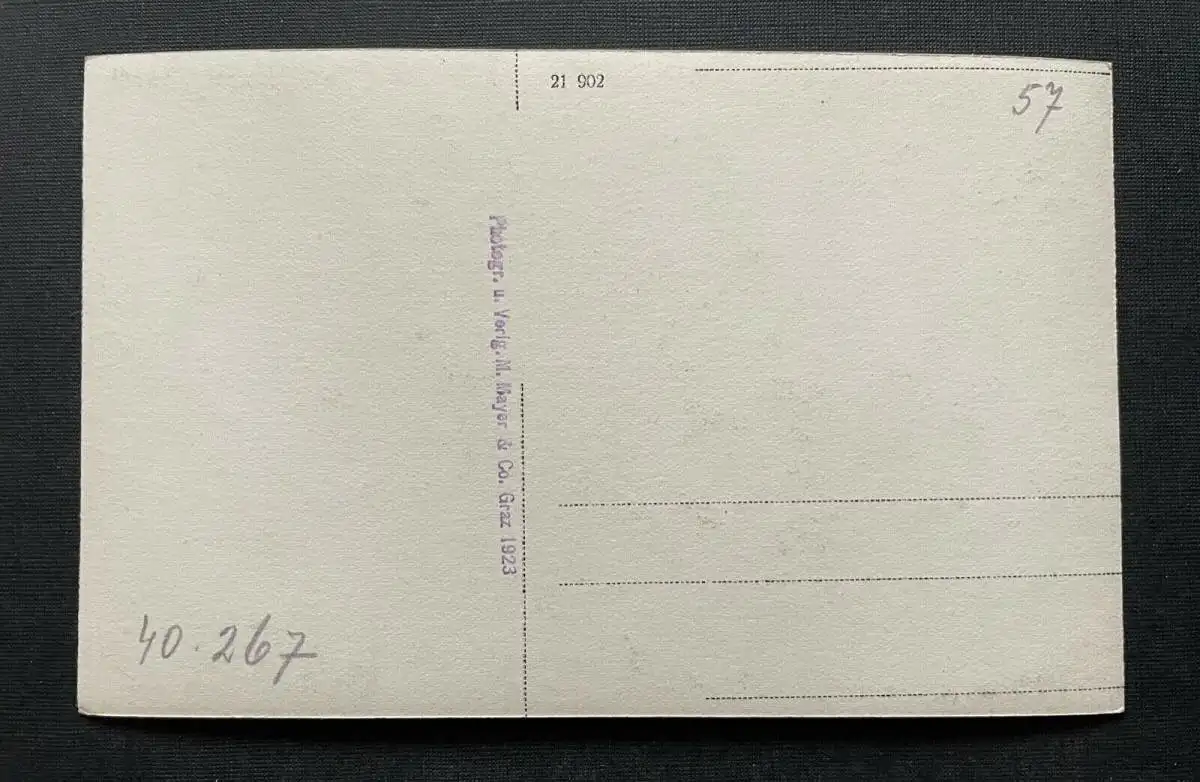 21 902
57
Photogr. u. Verlg. M. Mayer & Co. Graz 1923
40.267